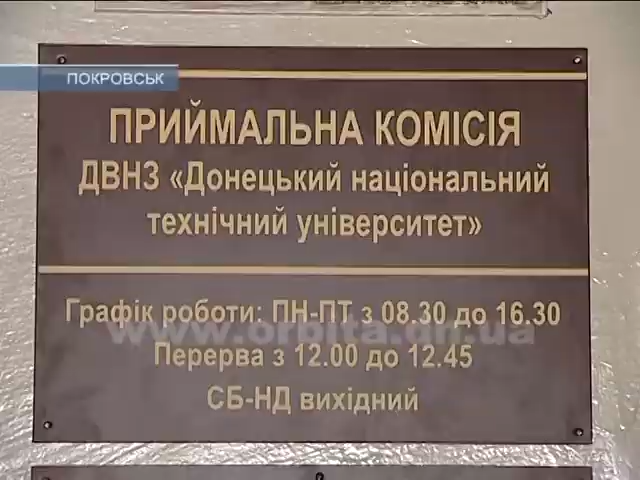 ПОКРОВСЬК
ПРИЙМАЛЬНА КОМІСІЯ
ДВНЗ «Донецький національний
технічний університет»
Графік роботи: ПН-ПТ з 08.30 до 16.30
www.orbita.dn.ua
Перерва з 12.00 до 12.45
СБ-НД вихідний